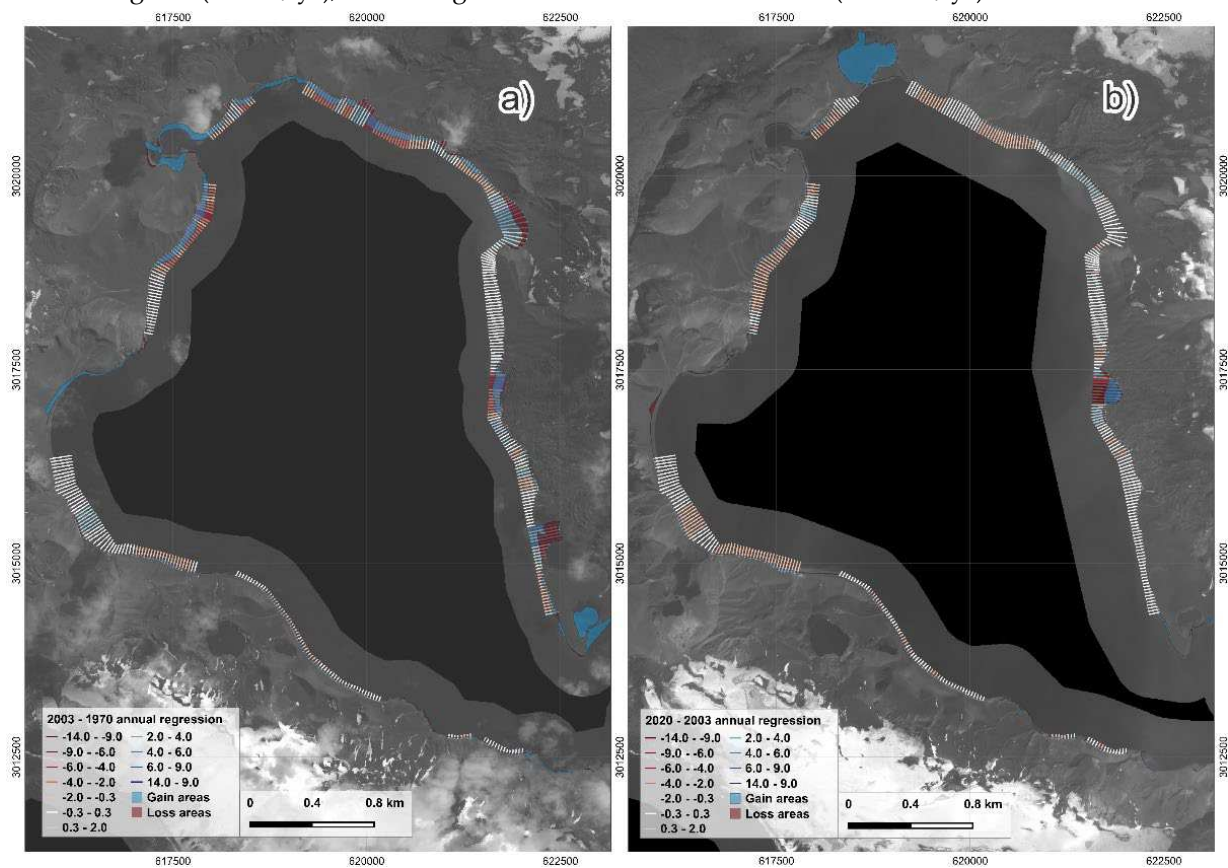 617500 620000 622500 617500 620000 622500
a) b)
3020000 3020000
3017500 3017500
3015000 3015000
3012500 3012500
2003 - 1970 annual regression
-14.0 - -9.0 2.0 - 4.0
-9.0 - -6.0 4.0 - 6.0
-6.0 - -4.0 6.0 - 9.0
-4.0 - -2.0 14.0 - 9.0
-2.0 - -0.3 Gain areas
-0.3 - 0.3 Loss areas
0.3 - 2.0
0 0.4 0.8 km
2020 - 2003 annual regression
-14.0 - -9.0 2.0 - 4.0
-9.0 - -6.0 4.0 - 6.0
-6.0 - -4.0 6.0 - 9.0
-4.0 - -2.0 14.0 - 9.0
-2.0 - -0.3 Gain areas
-0.3 - 0.3 Loss areas
0.3 - 2.0
0 0.4 0.8 km
617500 620000 622500 617500 620000 622500